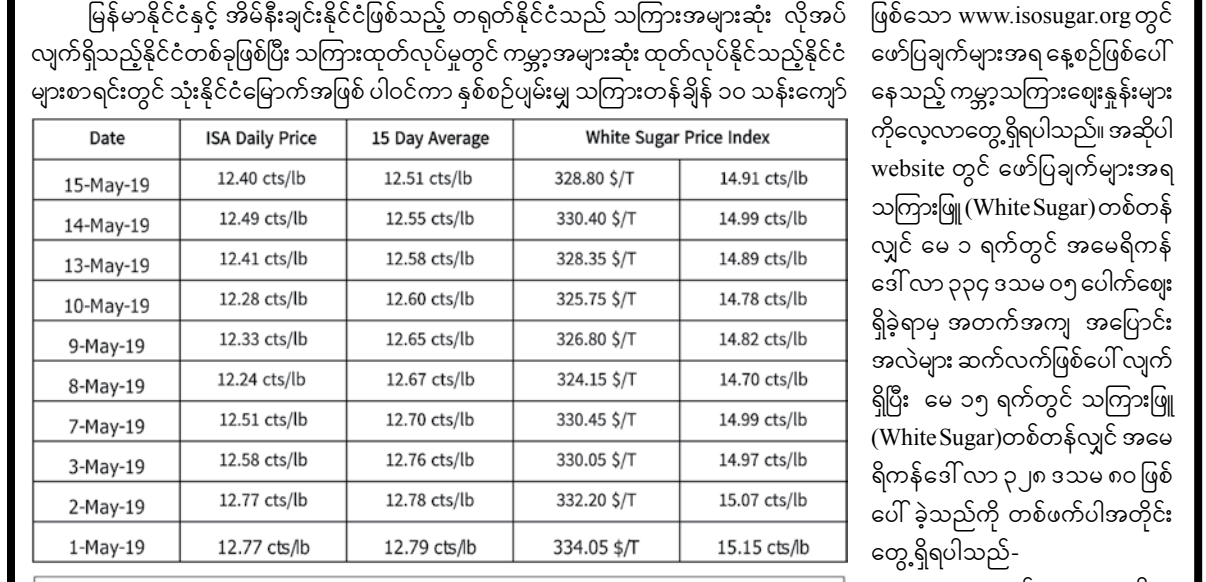 မြန်မာနိုင်ငံနှင့် အိမ်နီးချင်းနိုင်ငံဖြစ်သည့် တရုတ်နိုင်ငံသည် သကြားအများဆုံး လိုအပ်
လျက်ရှိသည့်နိုင်ငံတစ်ခုဖြစ်ပြီး သကြားထုတ်လုပ်မှုတွင် ကမ္ဘာ့အများဆုံး ထုတ်လုပ်နိုင်သည့်နိုင်ငံ
များစာရင်းတွင် သုံးနိုင်ငံမြောက်အဖြစ် ပါဝင်ကာ နှစ်စဉ်ပျမ်းမျှ သကြားတန်ချိန် ၁၀ သန်းကျော်
Date ISA Daily Price 15 Day Average White Sugar Price Index
15-May-19 12.40 cts/lb 12.51 cts/lb 328.80 $/T 14.91 cts/lb
14-May-19 12.49 cts/lb 12.55 cts/lb 330.40 $/T 14.99 cts/lb
13-May-19 12.41 cts/lb 12.58 cts/lb 328.35 $/T 14.89 cts/lb
10-May-19 12.28 cts/lb 12.60 cts/lb 325.75 $/T 14.78 cts/lb
9-May-19 12.33 cts/lb 12.65 cts/lb 326.80 $/T 14.82 cts/lb
8-May-19 12.24 cts/lb 12.67 cts/lb 324.15 $/T 14.70 cts/lb
7-May-19 12.51 cts/lb 12.70 cts/lb 330.45 $/T 14.99 cts/lb
3-May-19 12.58 cts/lb 12.76 cts/lb 330.05 $/T 14.97 cts/lb
2-May-19 12.77 cts/lb 12.78 cts/lb 332.20 $/T 15.07 cts/lb
1-May-19 12.77 cts/lb 12.79 cts/lb 334.05 $/T 15.15 cts/lb
ဖြစ်သော www.isosugar.org တွင်
ဖော်ပြချက်များအရ နေ့စဉ်ဖြစ်ပေါ်
နေသည့် ကမ္ဘာ့သကြားဈေးနှုန်းများ
ကိုလေ့လာတွေ့ရှိရပါသည်။ အဆိုပါ
website တွင် ဖော်ပြချက်များအရ
သကြားဖြူ (White Sugar) တစ်တန်
လျှင် မေ ၁ ရက်တွင် အမေရိကန်
ဒေါ်လာ ၃၃၄ ဒသမ ၀၅ ပေါက်ဈေး
ရှိခဲ့ရာမှ အတက်အကျ အပြောင်း
အလဲများ ဆက်လက်ဖြစ်ပေါ်လျက်
ရှိပြီး မေ ၁၅ ရက်တွင် သကြားဖြူ
(White Sugar)တစ်တန်လျှင် အမေ
ရိကန်ဒေါ်လာ ၃၂၈ ဒသမ ၈၀ ဖြစ်
ပေါ်ခဲ့သည်ကို တစ်ဖက်ပါအတိုင်း
တွေ့ရှိရပါသည်-